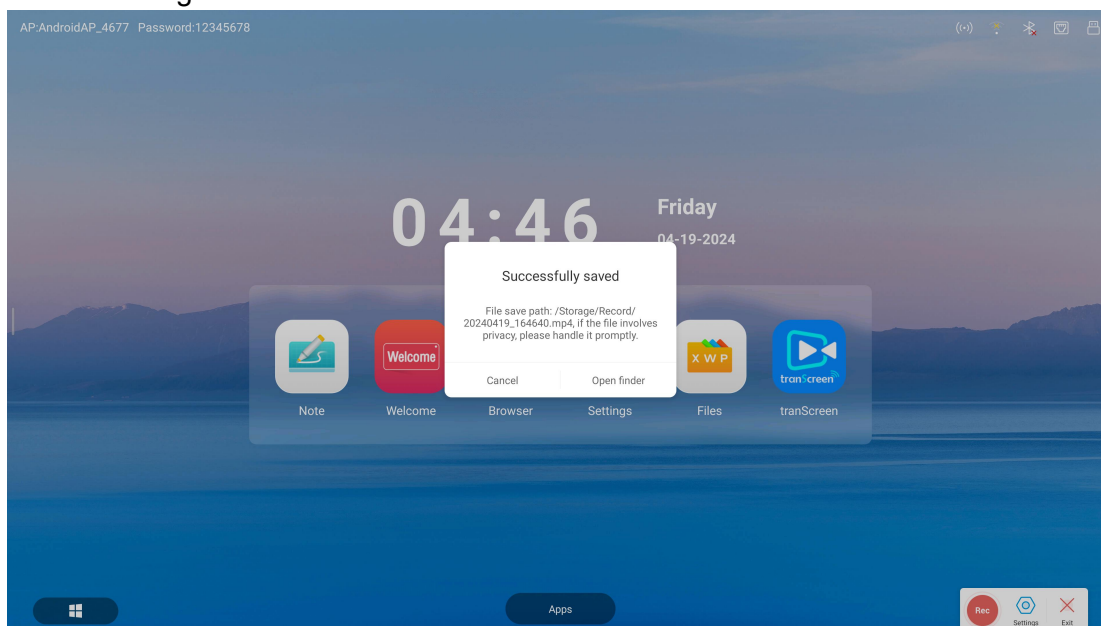 AP:AndroidAP_4677 Password:12345678
04:46
Friday
04-19-2024
Successfully saved
File save path: /Storage/Record/
20240419_164640.mp4, if the file involves
privacy, please handle it promptly.
Cancel
Open finder
Welcome
X W P
tranScreen
Note
Welcome
Browser
Settings
Files
tranScreen
Apps
Rec
Settings
Exit